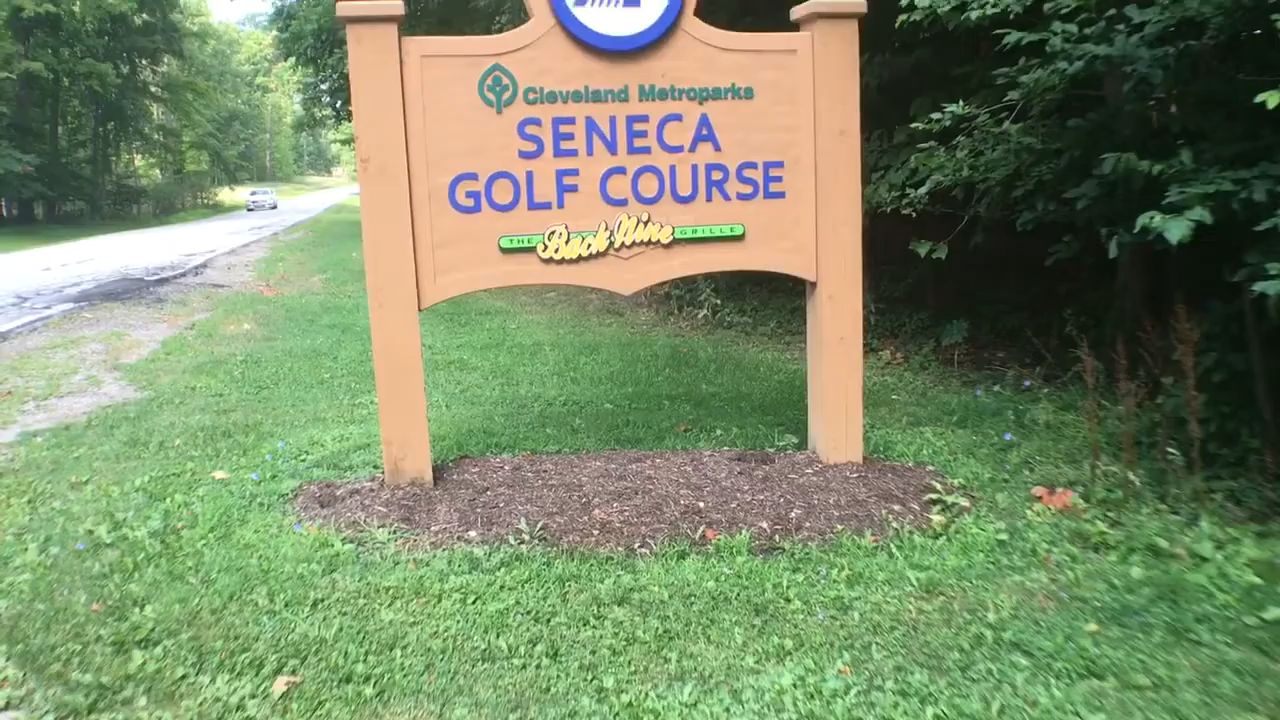 Cleveland Metroparks
SENECA
GOLF COURSE
THE Back Nine GRILLE